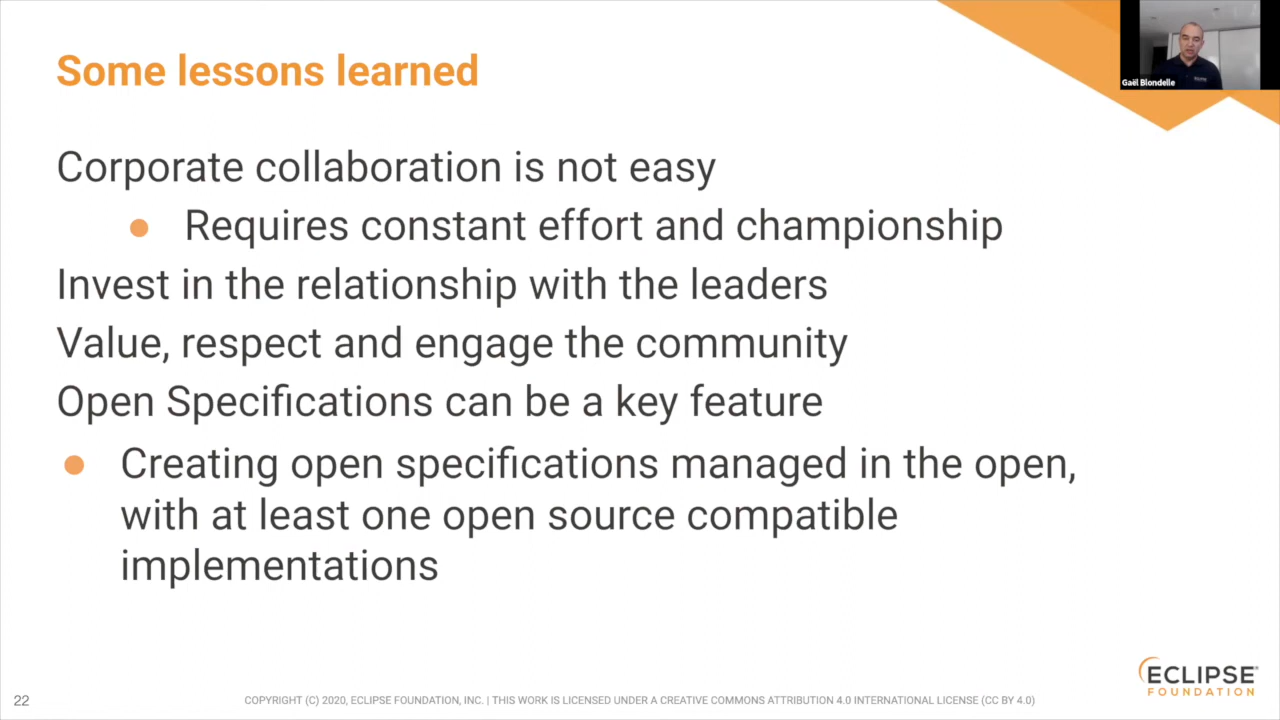 Some lessons learned
Gaël Blondelle
Corporate collaboration is not easy
● Requires constant effort and championship
Invest in the relationship with the leaders
Value, respect and engage the community
Open Specifications can be a key feature
● Creating open specifications managed in the open,
with at least one open source compatible
implementations
ECLIPSE
FOUNDATION
22
COPYRIGHT (C) 2020, ECLIPSE FOUNDATION, INC. | THIS WORK IS LICENSED UNDER A CREATIVE COMMONS ATTRIBUTION 4.0 INTERNATIONAL LICENSE (CC BY 4.0)